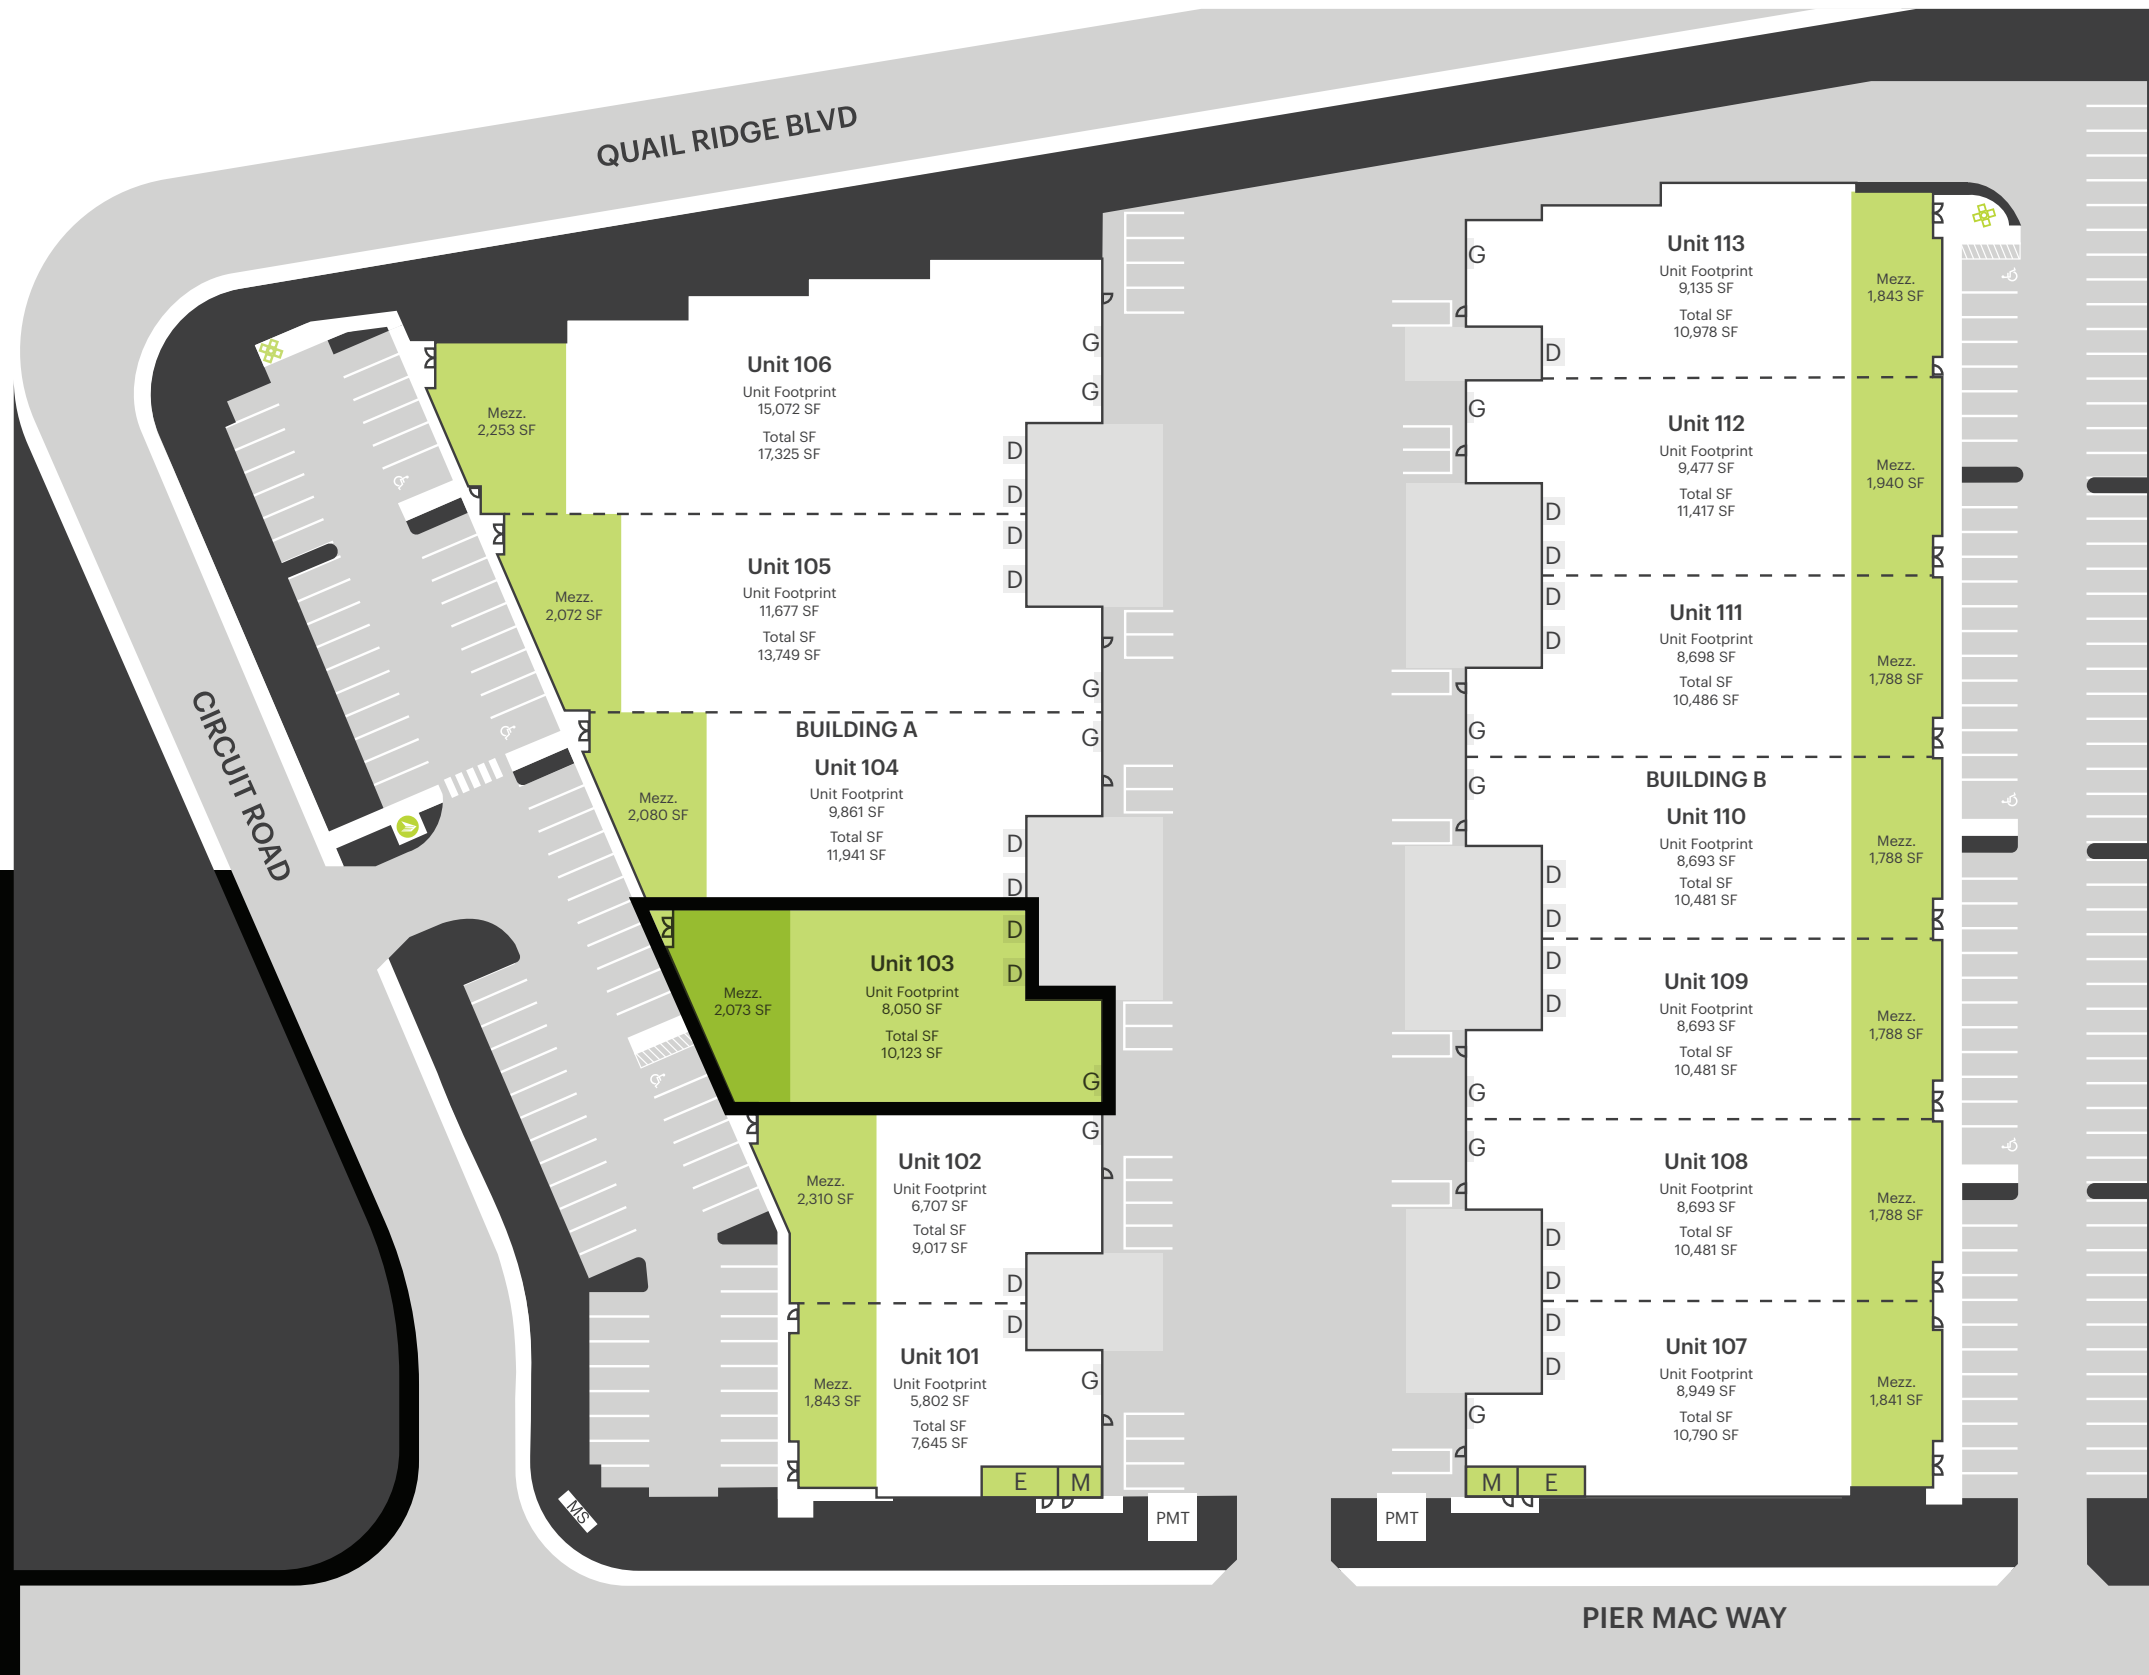 QUAIL RIDGE BLVD
CIRCUIT ROAD
Unit 106
Unit Footprint
15,072 SF
Total SF
17,325 SF
Mezz.
2,253 SF
G
G
D
D
Unit 105
Unit Footprint
11,677 SF
Total SF
13,749 SF
Mezz.
2,072 SF
D
D
G
BUILDING A
Unit 104
Unit Footprint
9,861 SF
Total SF
11,941 SF
Mezz.
2,080 SF
G
D
D
Unit 103
Unit Footprint
8,050 SF
Total SF
10,123 SF
Mezz.
2,073 SF
D
D
G
Unit 102
Unit Footprint
6,707 SF
Total SF
9,017 SF
Mezz.
2,310 SF
G
D
Unit 101
Unit Footprint
5,802 SF
Total SF
7,645 SF
Mezz.
1,843 SF
D
G
E
M
MS
PMT
Unit 113
Unit Footprint
9,135 SF
Total SF
10,978 SF
Mezz.
1,843 SF
G
D
Unit 112
Unit Footprint
9,477 SF
Total SF
11,417 SF
Mezz.
1,940 SF
G
D
D
Unit 111
Unit Footprint
8,698 SF
Total SF
10,486 SF
Mezz.
1,788 SF
D
D
G
BUILDING B
Unit 110
Unit Footprint
8,693 SF
Total SF
10,481 SF
Mezz.
1,788 SF
G
D
D
Unit 109
Unit Footprint
8,693 SF
Total SF
10,481 SF
Mezz.
1,788 SF
D
D
G
Unit 108
Unit Footprint
8,693 SF
Total SF
10,481 SF
Mezz.
1,788 SF
G
D
D
Unit 107
Unit Footprint
8,949 SF
Total SF
10,790 SF
Mezz.
1,841 SF
D
D
G
M
E
PMT
PIER MAC WAY